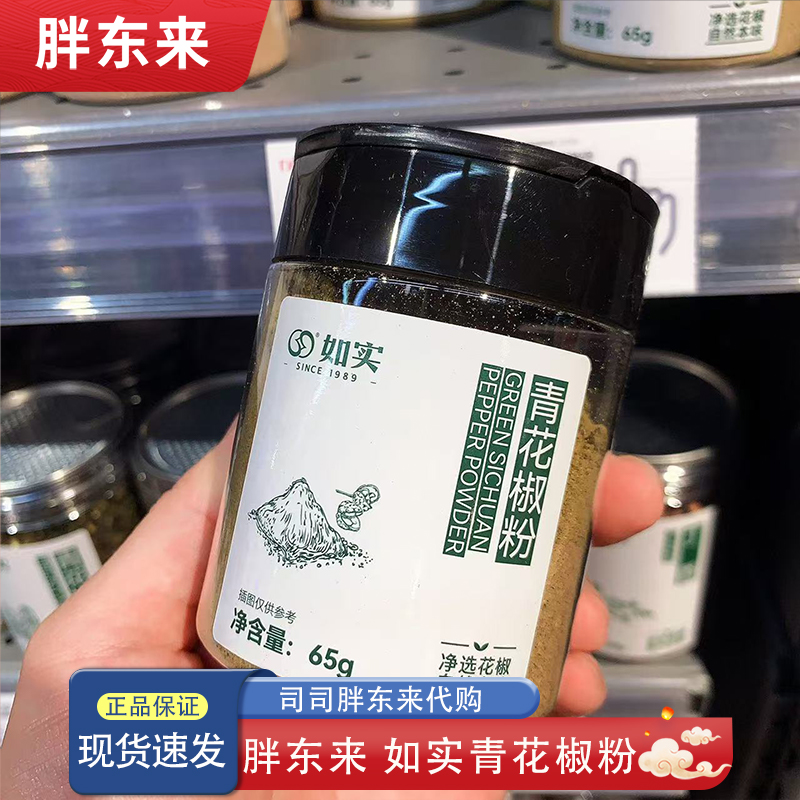 胖东来
净含量： 65g
净选花椒
自然本味
如实
SINCE 1989
青花椒粉
GREEN SICHUAN
PEPPER POWDER
插图仅供参考
净含量： 65g
净选花椒
正品保证
现货速发
司司胖东来代购
胖东来 如实青花椒粉